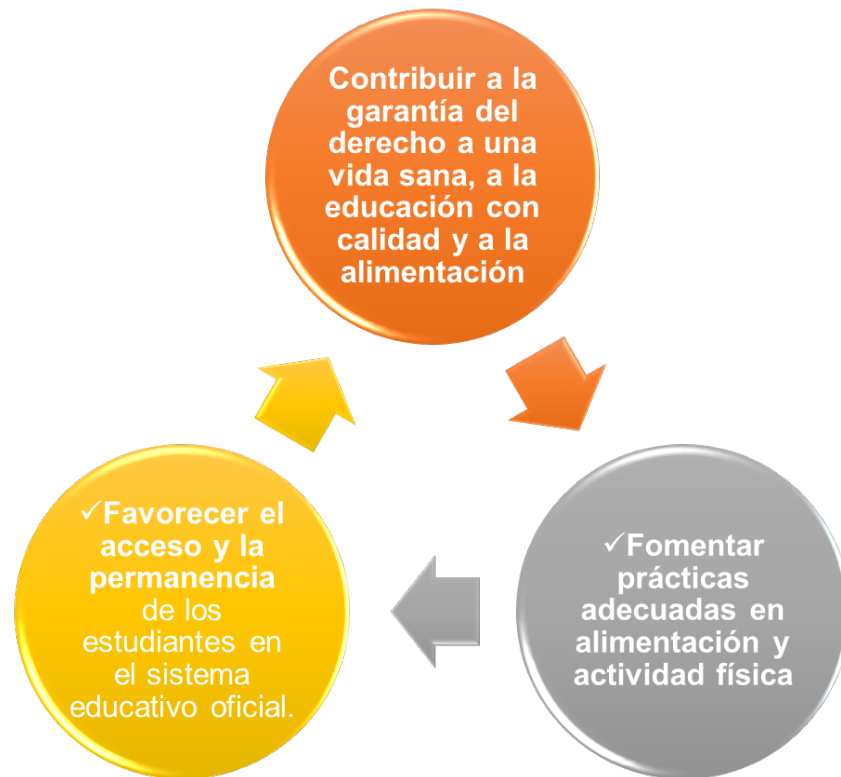 Contribuir a la
garantía del
derecho a una
vida sana, a la
educación con
calidad y a la
alimentación
✓Fomentar
prácticas
adecuadas en
alimentación y
actividad física
✓Favorecer el
acceso y la
permanencia
de los
estudiantes en
el sistema
educativo oficial.